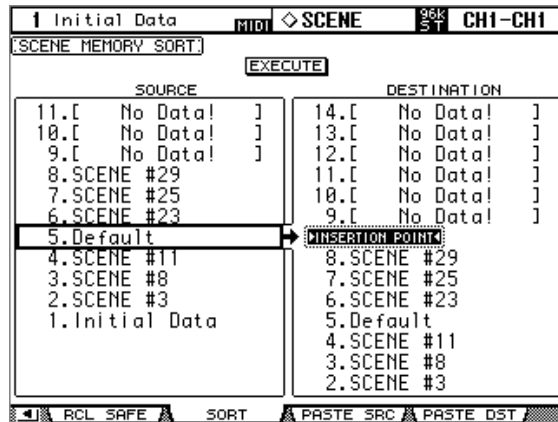 1 Initial Data MIDI ◇SCENE 96k ST CH1-CH1
SCENE MEMORY SORT
EXECUTE
SOURCE
11.[ No Data! ]
10.[ No Data! ]
9.[ No Data! ]
8.SCENE #29
7.SCENE #25
6.SCENE #23
5.Default
4.SCENE #11
3.SCENE #8
2.SCENE #3
1.Initial Data
DESTINATION
14.[ No Data! ]
13.[ No Data! ]
12.[ No Data! ]
11.[ No Data! ]
10.[ No Data! ]
9.[ No Data! ]
INSERTION POINT
8.SCENE #29
7.SCENE #25
6.SCENE #23
5.Default
4.SCENE #11
3.SCENE #8
2.SCENE #3
RCL SAFE SORT PASTE SRC PASTE DST